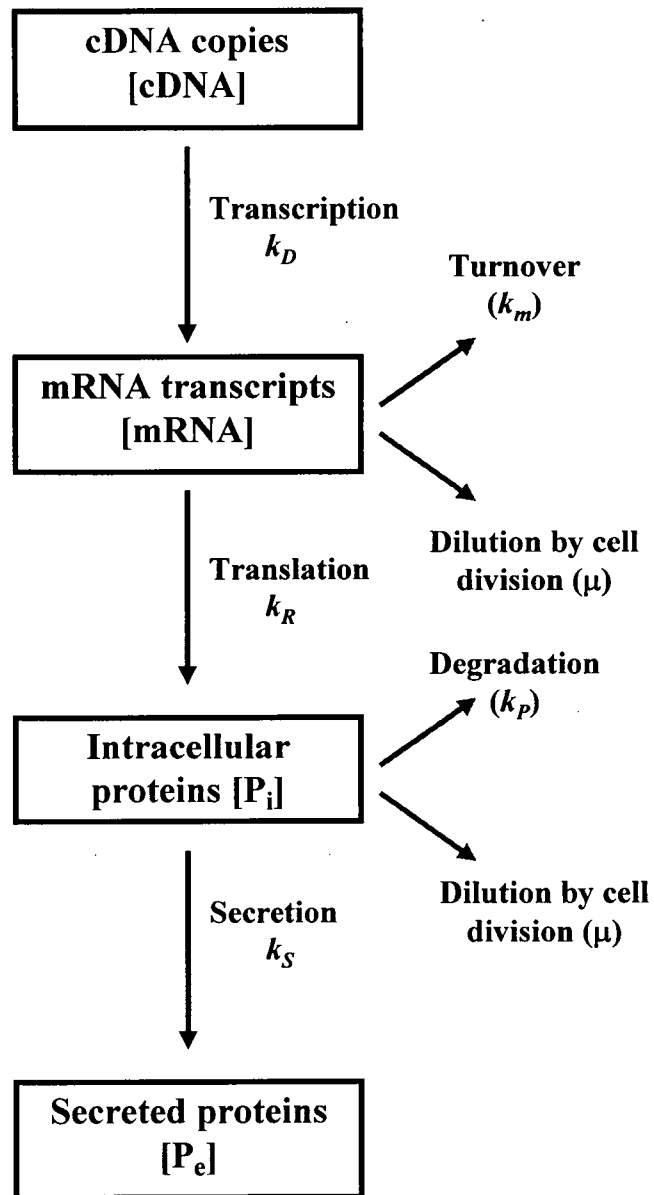 cDNA copies
[cDNA]
Transcription
k_D
Turnover
(k_m)
mRNA transcripts
[mRNA]
Dilution by cell
division (μ)
Translation
k_R
Degradation
(k_P)
Intracellular
proteins [P_i]
Dilution by cell
division (μ)
Secretion
k_S
Secreted proteins
[P_e]